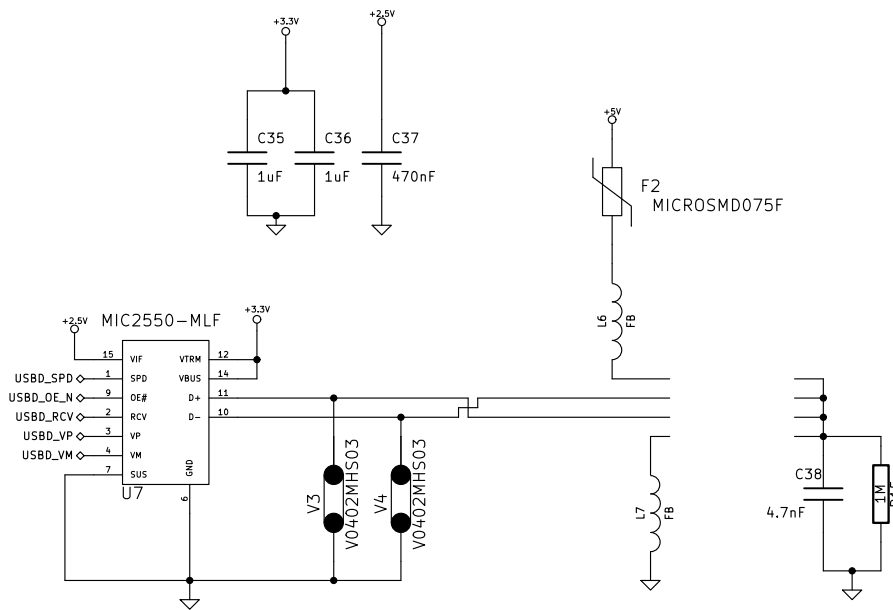 +3.3V
+2.5V
C35
1uF
C36
1uF
C37
470nF
+5V
F2
MICROSMD075F
L6
FB
+2.5V
MIC2550-MLF
+3.3V
15 VIF VTRM 12
USBD_SPD 1 SPD VBUS 14
USBD_OE_N 9 OE# D+ 11
USBD_RCV 2 RCV D- 10
USBD_VP 3 VP
USBD_VM 4 VM
7 SUS GND
6
U7
V3
V0402MHS03
V4
V0402MHS03
L7
FB
C38
4.7nF
1M